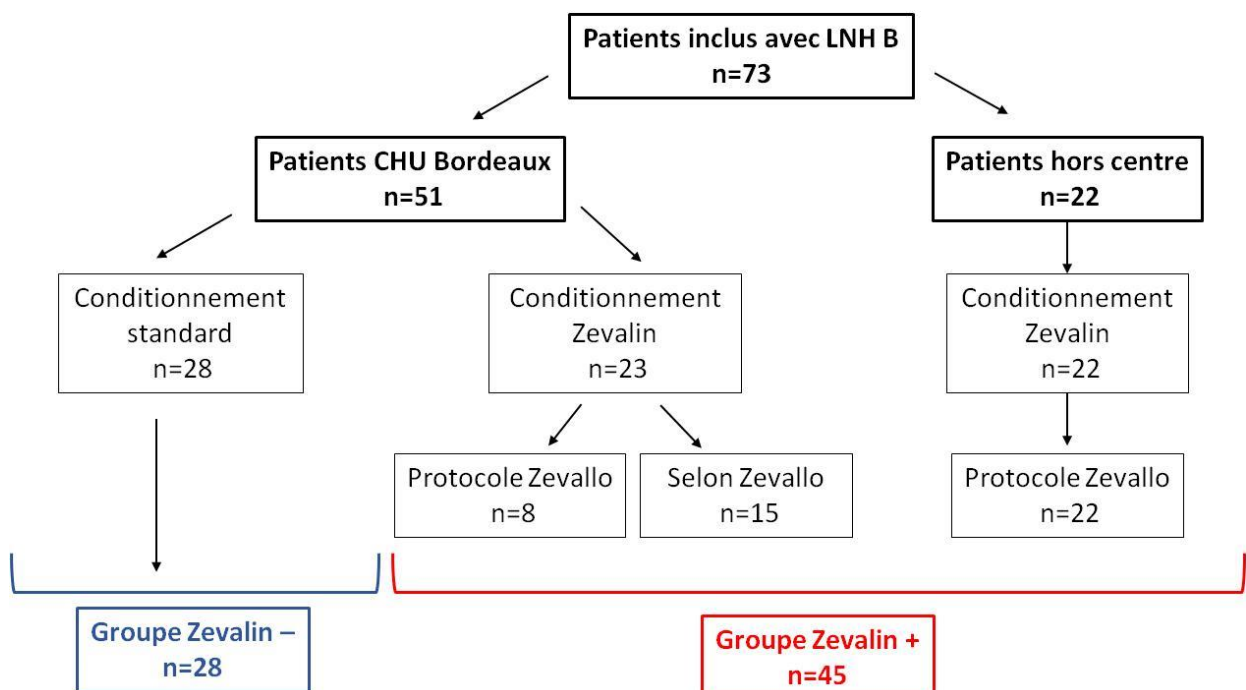 Patients inclus avec LNH B
n=73
Patients CHU Bordeaux
n=51
Patients hors centre
n=22
Conditionnement
standard
n=28
Conditionnement
Zevalin
n=23
Conditionnement
Zevalin
n=22
Protocole Zevallo
n=8
Selon Zevallo
n=15
Protocole Zevallo
n=22
Groupe Zevalin –
n=28
Groupe Zevalin +
n=45